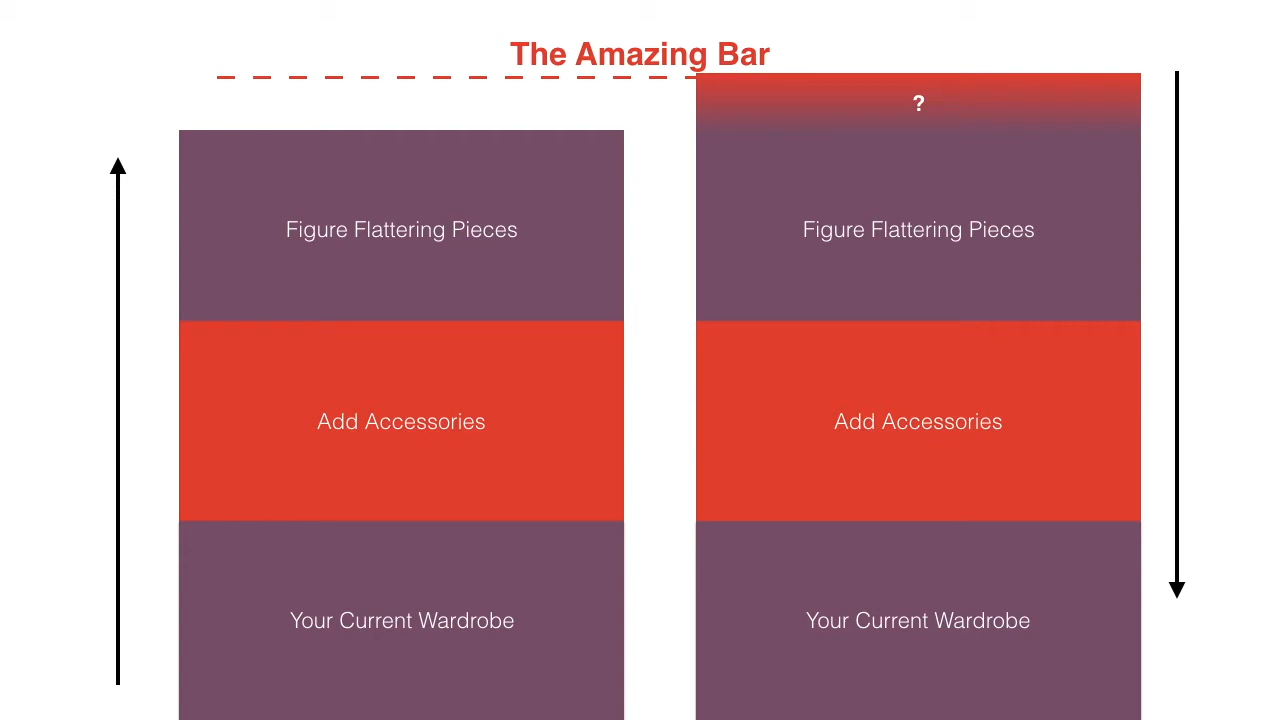 The Amazing Bar
?
Figure Flattering Pieces
Figure Flattering Pieces
Add Accessories
Add Accessories
Your Current Wardrobe
Your Current Wardrobe